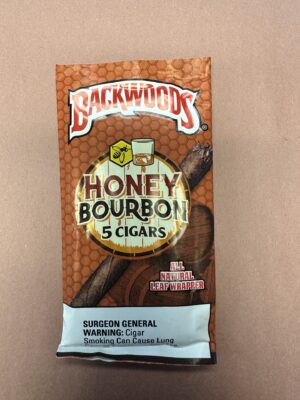 BACKWOODS®
HONEY
BOURBON
5 CIGARS
ALL
NATURAL
LEAF WRAPPER
SURGEON GENERAL
WARNING: Cigar
Smoking Can Cause Lung